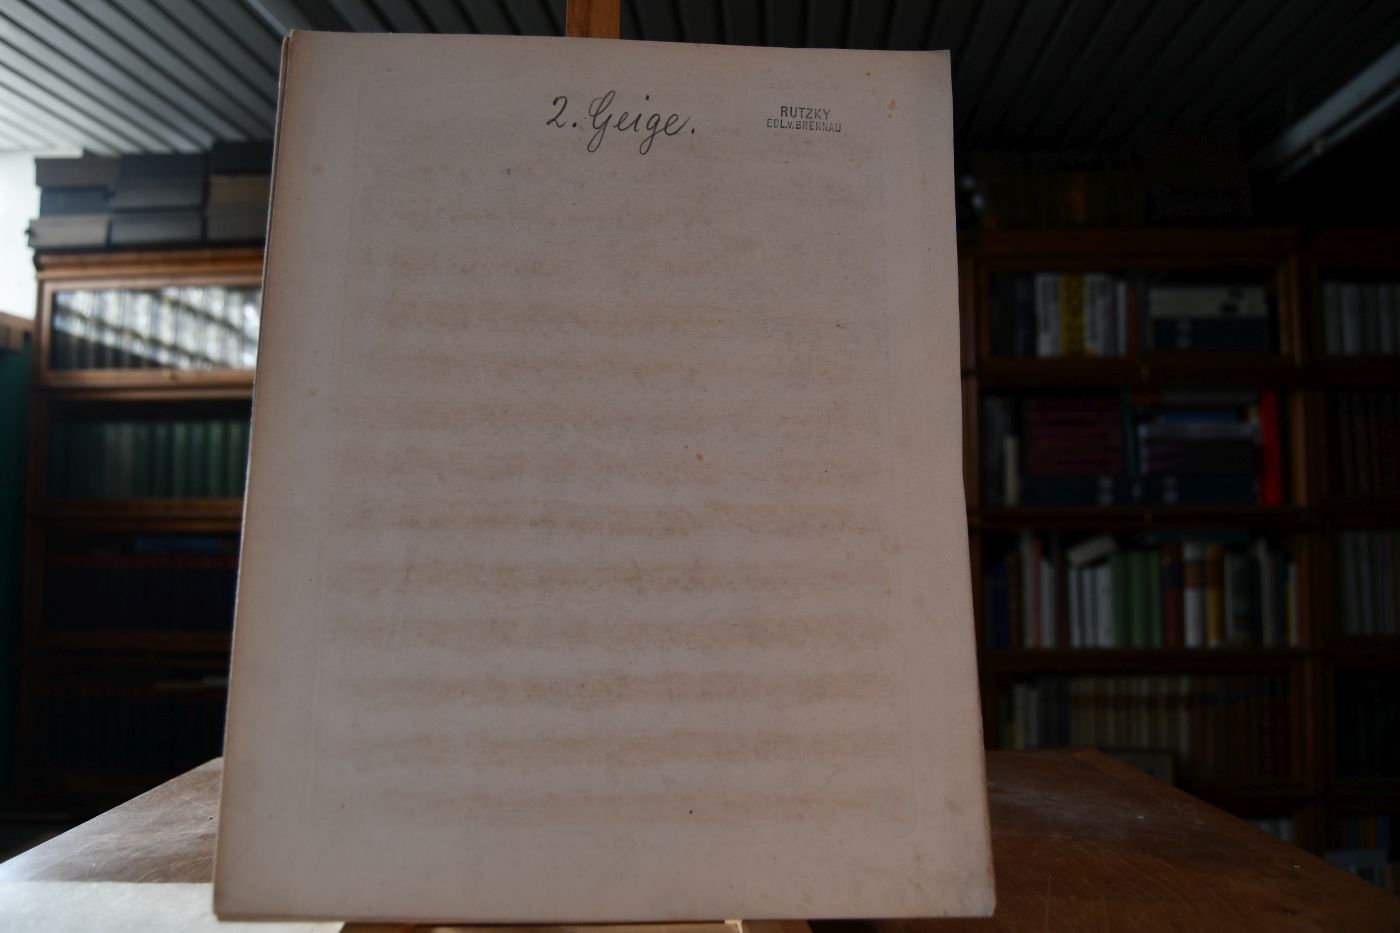 2. Geige.
RUTZKY
EDL.v.BRENNAU